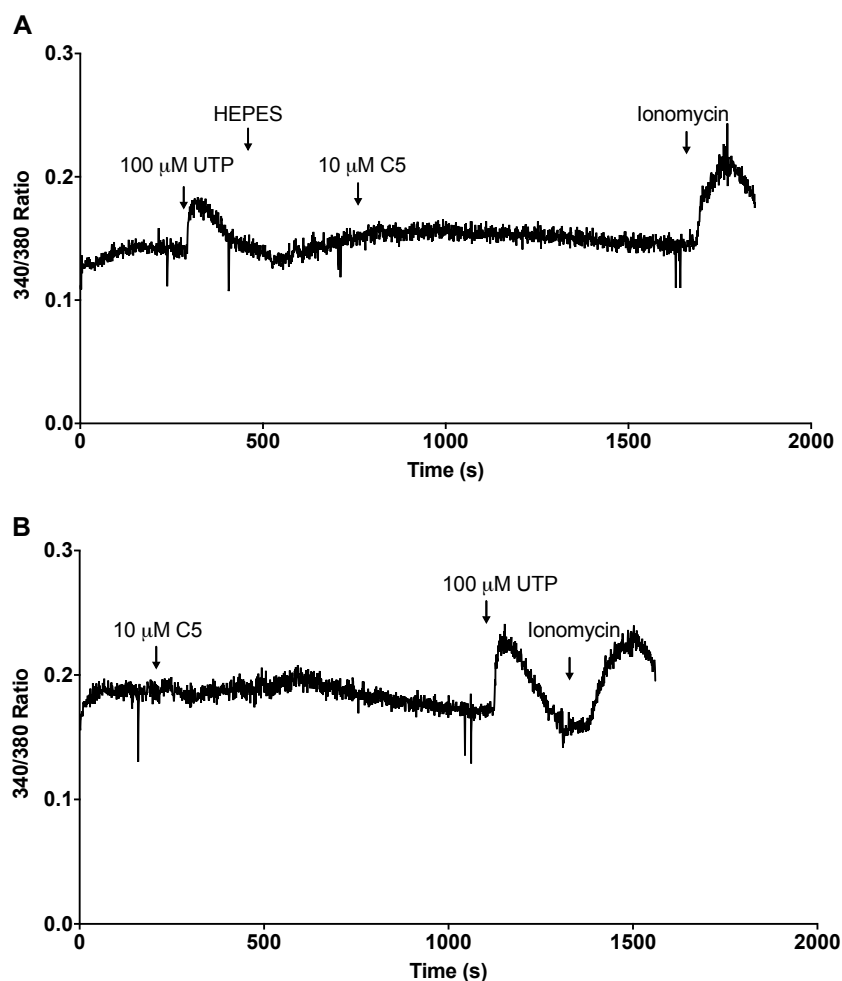 A
0.3
HEPES
Ionomycin
100 μM UTP
10 μM C5
0.2
340/380 Ratio
0.1
0.0
0 500 1000 1500 2000
Time (s)
B
0.3
100 μM UTP
10 μM C5
Ionomycin
0.2
340/380 Ratio
0.1
0.0
0 500 1000 1500 2000
Time (s)